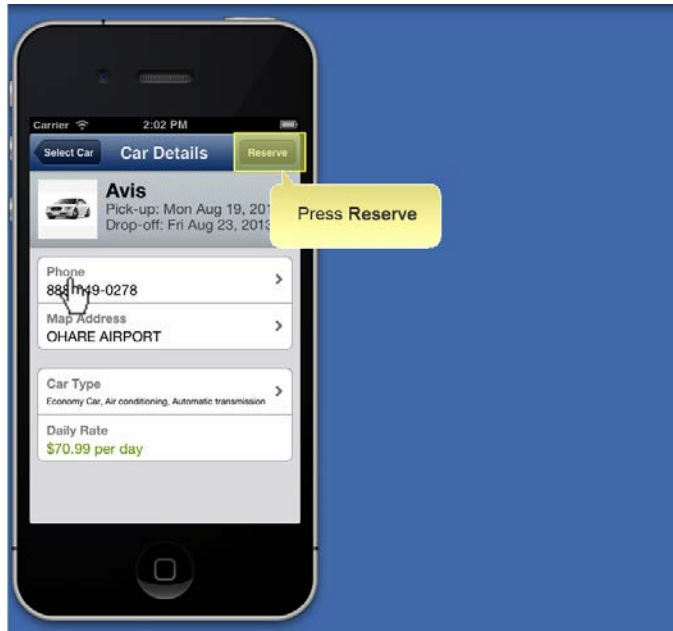 Carrier 2:02 PM
Select Car Car Details Reserve
Avis
Pick-up: Mon Aug 19, 201
Drop-off: Fri Aug 23, 2013
Press Reserve
Phone
888 49-0278
Map Address
OHARE AIRPORT
Car Type
Economy Car, Air conditioning, Automatic transmission
Daily Rate
$70.99 per day